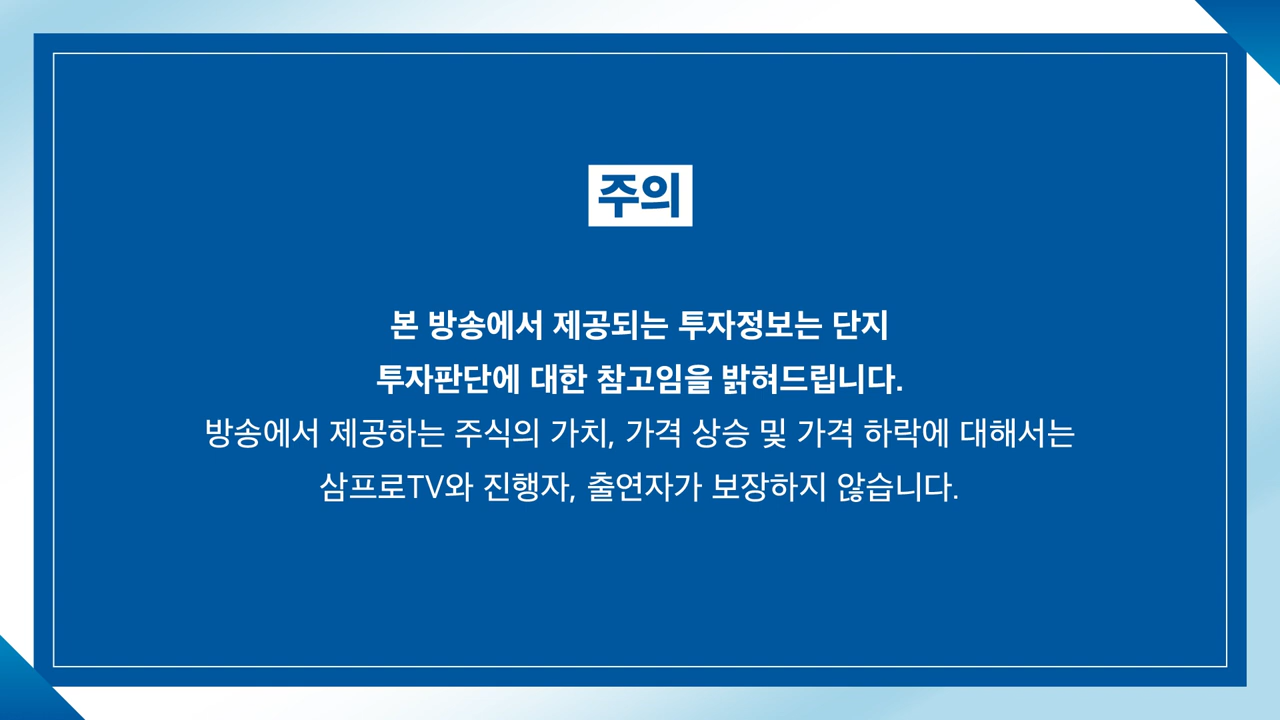 주의
본 방송에서 제공되는 투자정보는 단지
투자판단에 대한 참고임을 밝혀드립니다.
방송에서 제공하는 주식의 가치, 가격 상승 및 가격 하락에 대해서는
삼프로TV와 진행자, 출연자가 보장하지 않습니다.